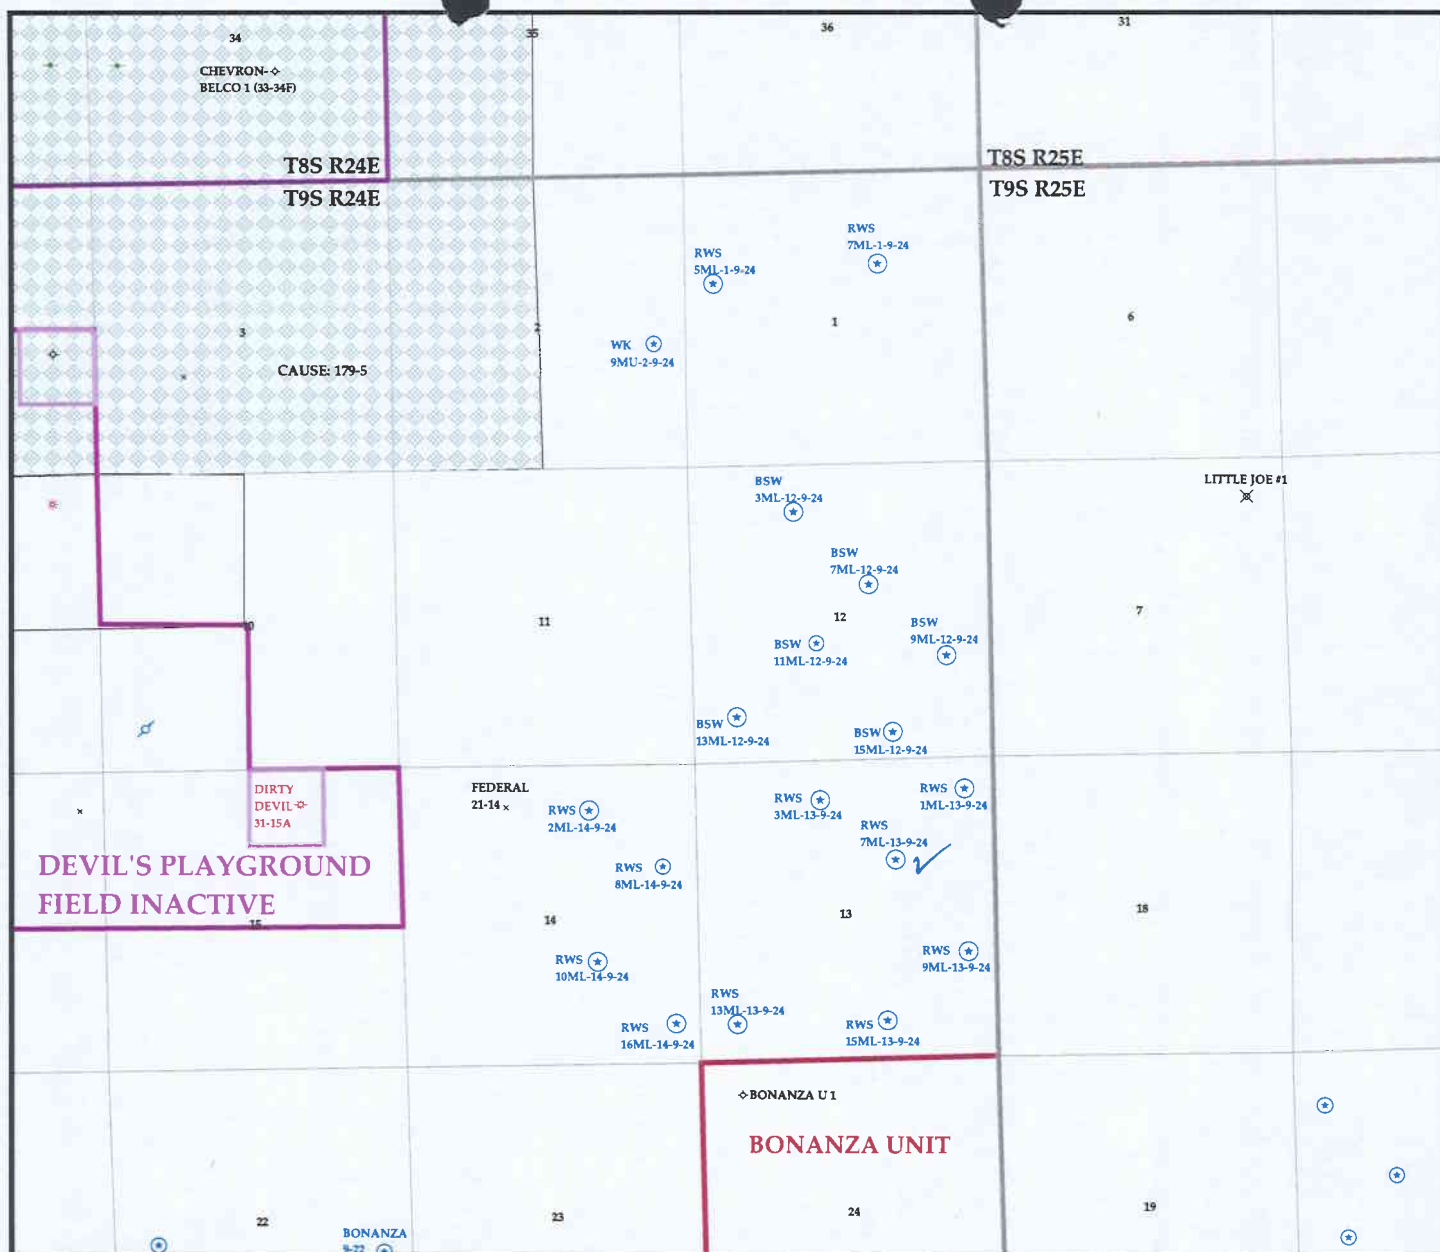 34
35
36
31
CHEVRON-
BELCO 1 (33-34F)
T8S R24E
T8S R25E
T9S R24E
T9S R25E
RWS
7ML-1-9-24
RWS
5ML-1-9-24
3
2
1
6
WK
9MU-2-9-24
CAUSE: 179-5
BSW
3ML-12-9-24
LITTLE JOE #1
BSW
7ML-12-9-24
10
11
12
7
BSW
9ML-12-9-24
BSW
11ML-12-9-24
BSW
13ML-12-9-24
BSW
15ML-12-9-24
DIRTY
DEVIL
31-15A
FEDERAL
21-14
RWS
2ML-14-9-24
RWS
3ML-13-9-24
RWS
1ML-13-9-24
RWS
7ML-13-9-24
DEVIL'S PLAYGROUND
FIELD INACTIVE
RWS
8ML-14-9-24
15
14
13
18
RWS
10ML-14-9-24
RWS
9ML-13-9-24
RWS
13ML-13-9-24
RWS
16ML-14-9-24
RWS
15ML-13-9-24
BONANZA U 1
BONANZA UNIT
22
23
24
19
BONANZA
9-22